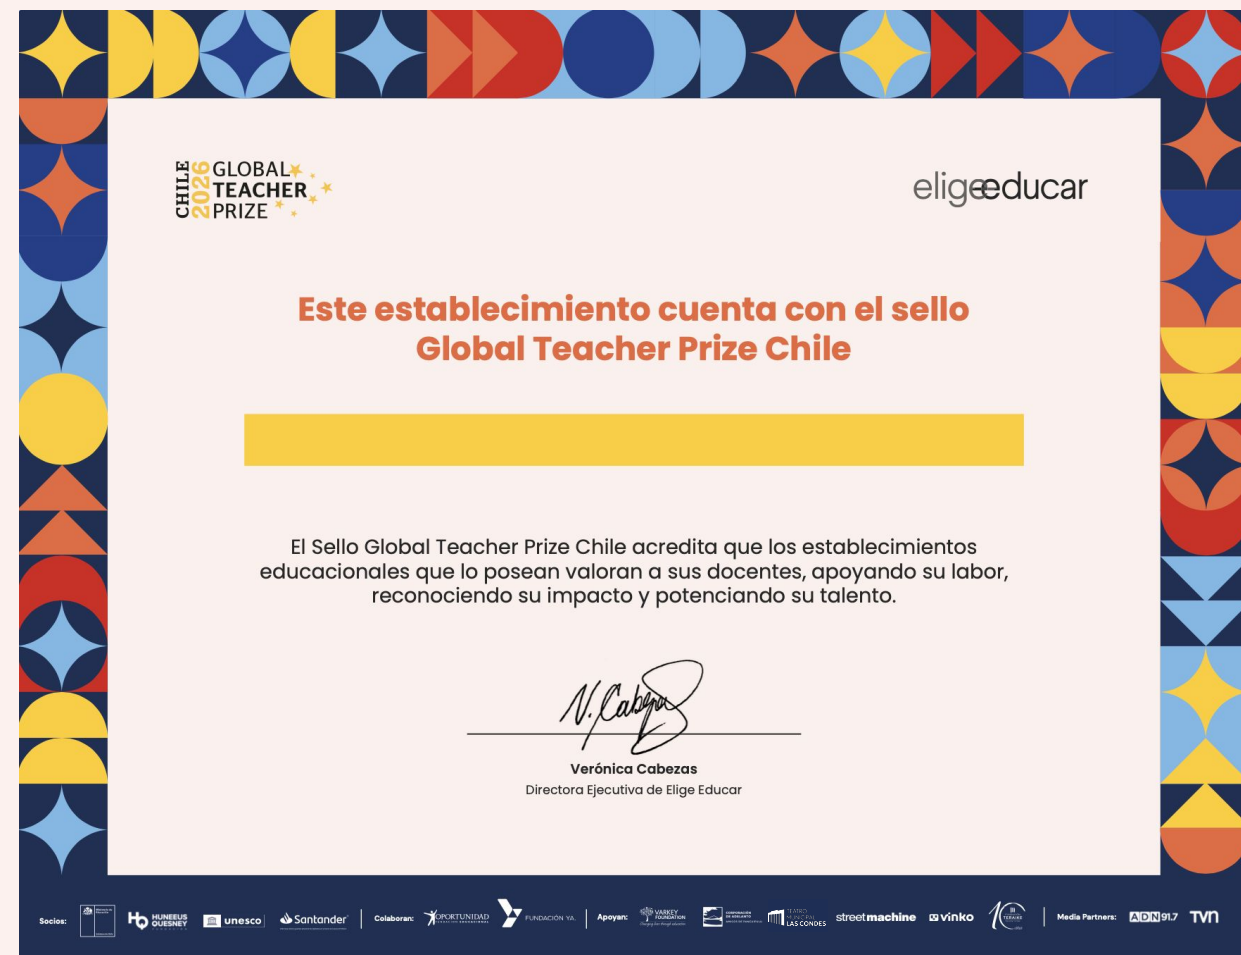 CHILE
2026
GLOBAL
TEACHER
PRIZE
eligeeducar
Este establecimiento cuenta con el sello
Global Teacher Prize Chile
El Sello Global Teacher Prize Chile acredita que los establecimientos
educacionales que lo posean valoran a sus docentes, apoyando su labor,
reconociendo su impacto y potenciando su talento.
N. Cabezas
Verónica Cabezas
Directora Ejecutiva de Elige Educar
Socios:
HUNEEUS
QUESNEY
unesco
Santander
Colaboran:
OPORTUNIDAD
FUNDACIÓN YA.
Apoyan:
VARKEY
FOUNDATION
TEATRO
MUNICIPAL
LAS CONDES
streetmachine
vinko
Media Partners:
ADN 91.7
TVN